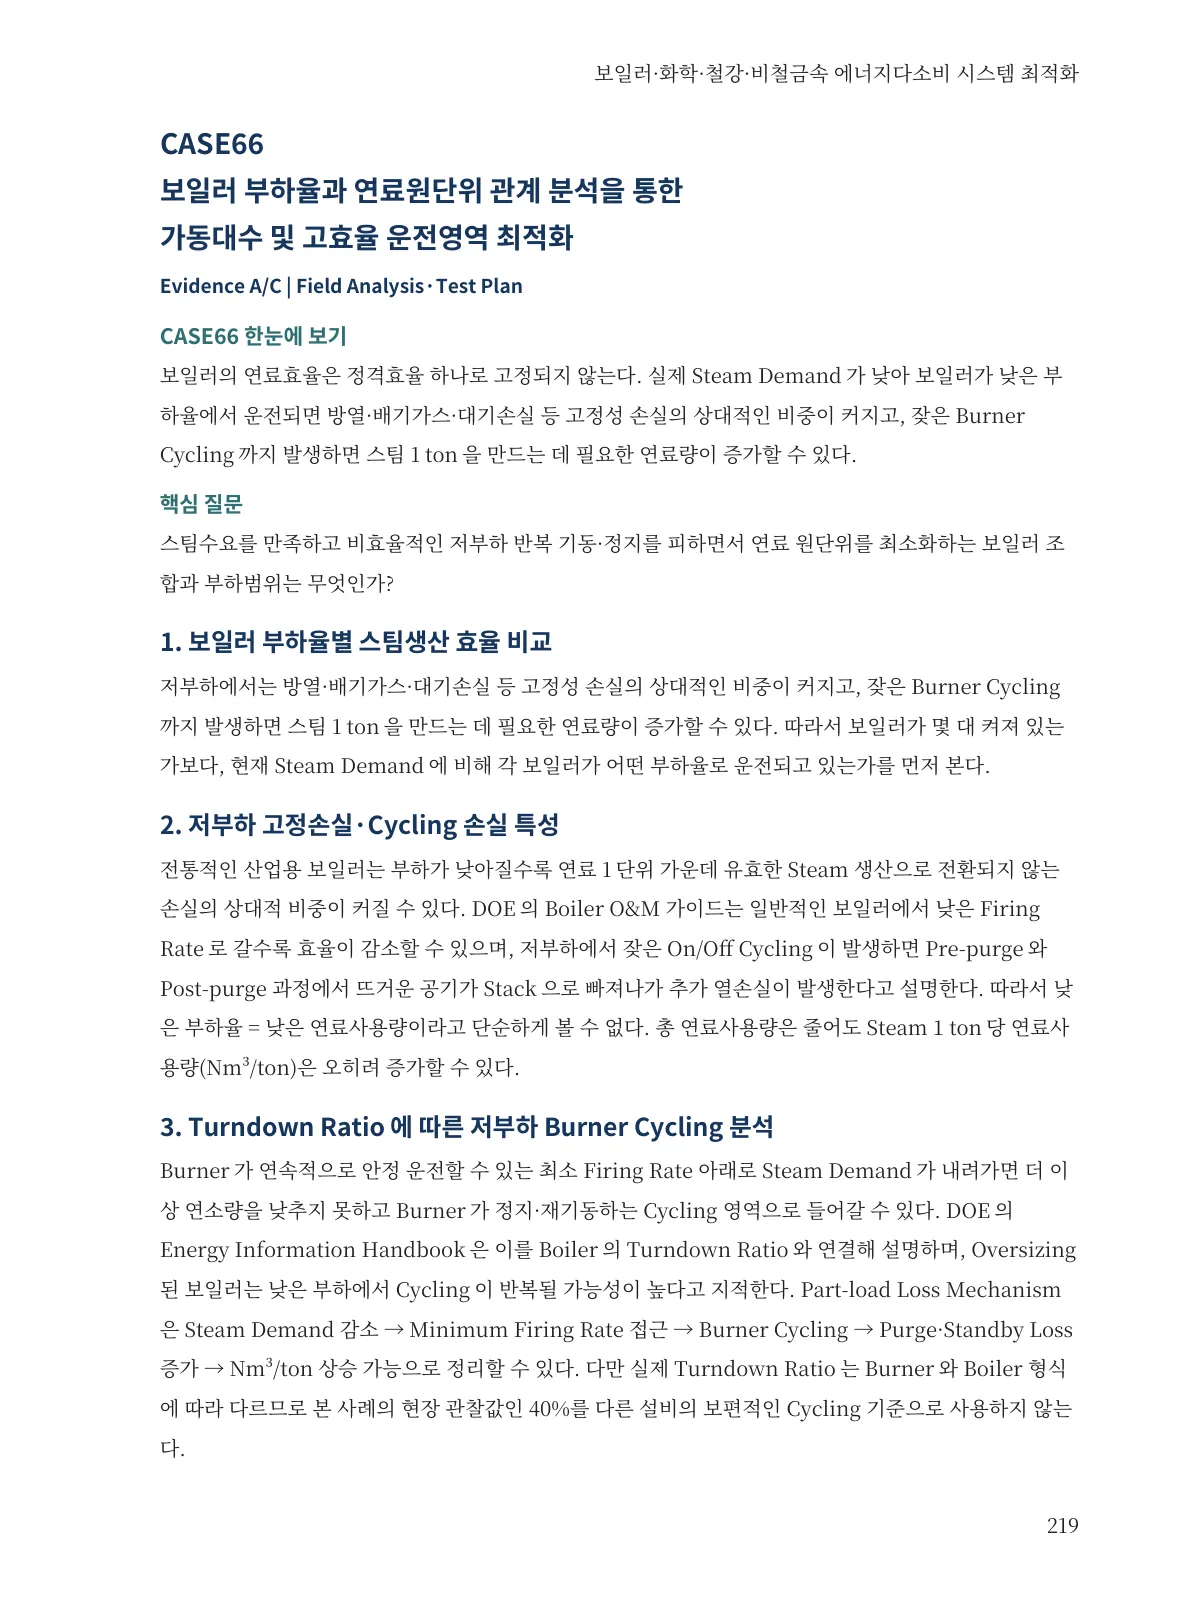 보일러·화학·철강·비철금속 에너지다소비 시스템 최적화
CASE66
보일러 부하율과 연료원단위 관계 분석을 통한
가동대수 및 고효율 운전영역 최적화
Evidence A/C | Field Analysis·Test Plan
CASE66 한눈에 보기
보일러의 연료효율은 정격효율 하나로 고정되지 않는다. 실제 Steam Demand 가 낮아 보일러가 낮은 부
하율에서 운전되면 방열·배기가스·대기손실 등 고정성 손실의 상대적인 비중이 커지고, 잦은 Burner
Cycling 까지 발생하면 스팀 1 ton 을 만드는 데 필요한 연료량이 증가할 수 있다.
핵심 질문
스팀수요를 만족하고 비효율적인 저부하 반복 기동·정지를 피하면서 연료 원단위를 최소화하는 보일러 조
합과 부하범위는 무엇인가?
1. 보일러 부하율별 스팀생산 효율 비교
저부하에서는 방열·배기가스·대기손실 등 고정성 손실의 상대적인 비중이 커지고, 잦은 Burner Cycling
까지 발생하면 스팀 1 ton 을 만드는 데 필요한 연료량이 증가할 수 있다. 따라서 보일러가 몇 대 켜져 있는
가보다, 현재 Steam Demand 에 비해 각 보일러가 어떤 부하율로 운전되고 있는가를 먼저 본다.
2. 저부하 고정손실·Cycling 손실 특성
전통적인 산업용 보일러는 부하가 낮아질수록 연료 1 단위 가운데 유효한 Steam 생산으로 전환되지 않는
손실의 상대적 비중이 커질 수 있다. DOE 의 Boiler O&M 가이드는 일반적인 보일러에서 낮은 Firing
Rate 로 갈수록 효율이 감소할 수 있으며, 저부하에서 잦은 On/Off Cycling 이 발생하면 Pre-purge 와
Post-purge 과정에서 뜨거운 공기가 Stack 으로 빠져나가 추가 열손실이 발생한다고 설명한다. 따라서 낮
은 부하율 = 낮은 연료사용량이라고 단순하게 볼 수 없다. 총 연료사용량은 줄어도 Steam 1 ton 당 연료사
용량(Nm³/ton)은 오히려 증가할 수 있다.
3. Turndown Ratio 에 따른 저부하 Burner Cycling 분석
Burner 가 연속적으로 안정 운전할 수 있는 최소 Firing Rate 아래로 Steam Demand 가 내려가면 더 이
상 연소량을 낮추지 못하고 Burner 가 정지·재기동하는 Cycling 영역으로 들어갈 수 있다. DOE 의
Energy Information Handbook 은 이를 Boiler 의 Turndown Ratio 와 연결해 설명하며, Oversizing
된 보일러는 낮은 부하에서 Cycling 이 반복될 가능성이 높다고 지적한다. Part-load Loss Mechanism
은 Steam Demand 감소 → Minimum Firing Rate 접근 → Burner Cycling → Purge·Standby Loss
증가 → Nm³/ton 상승 가능으로 정리할 수 있다. 다만 실제 Turndown Ratio 는 Burner 와 Boiler 형식
에 따라 다르므로 본 사례의 현장 관찰값인 40%를 다른 설비의 보편적인 Cycling 기준으로 사용하지 않는
다.
219